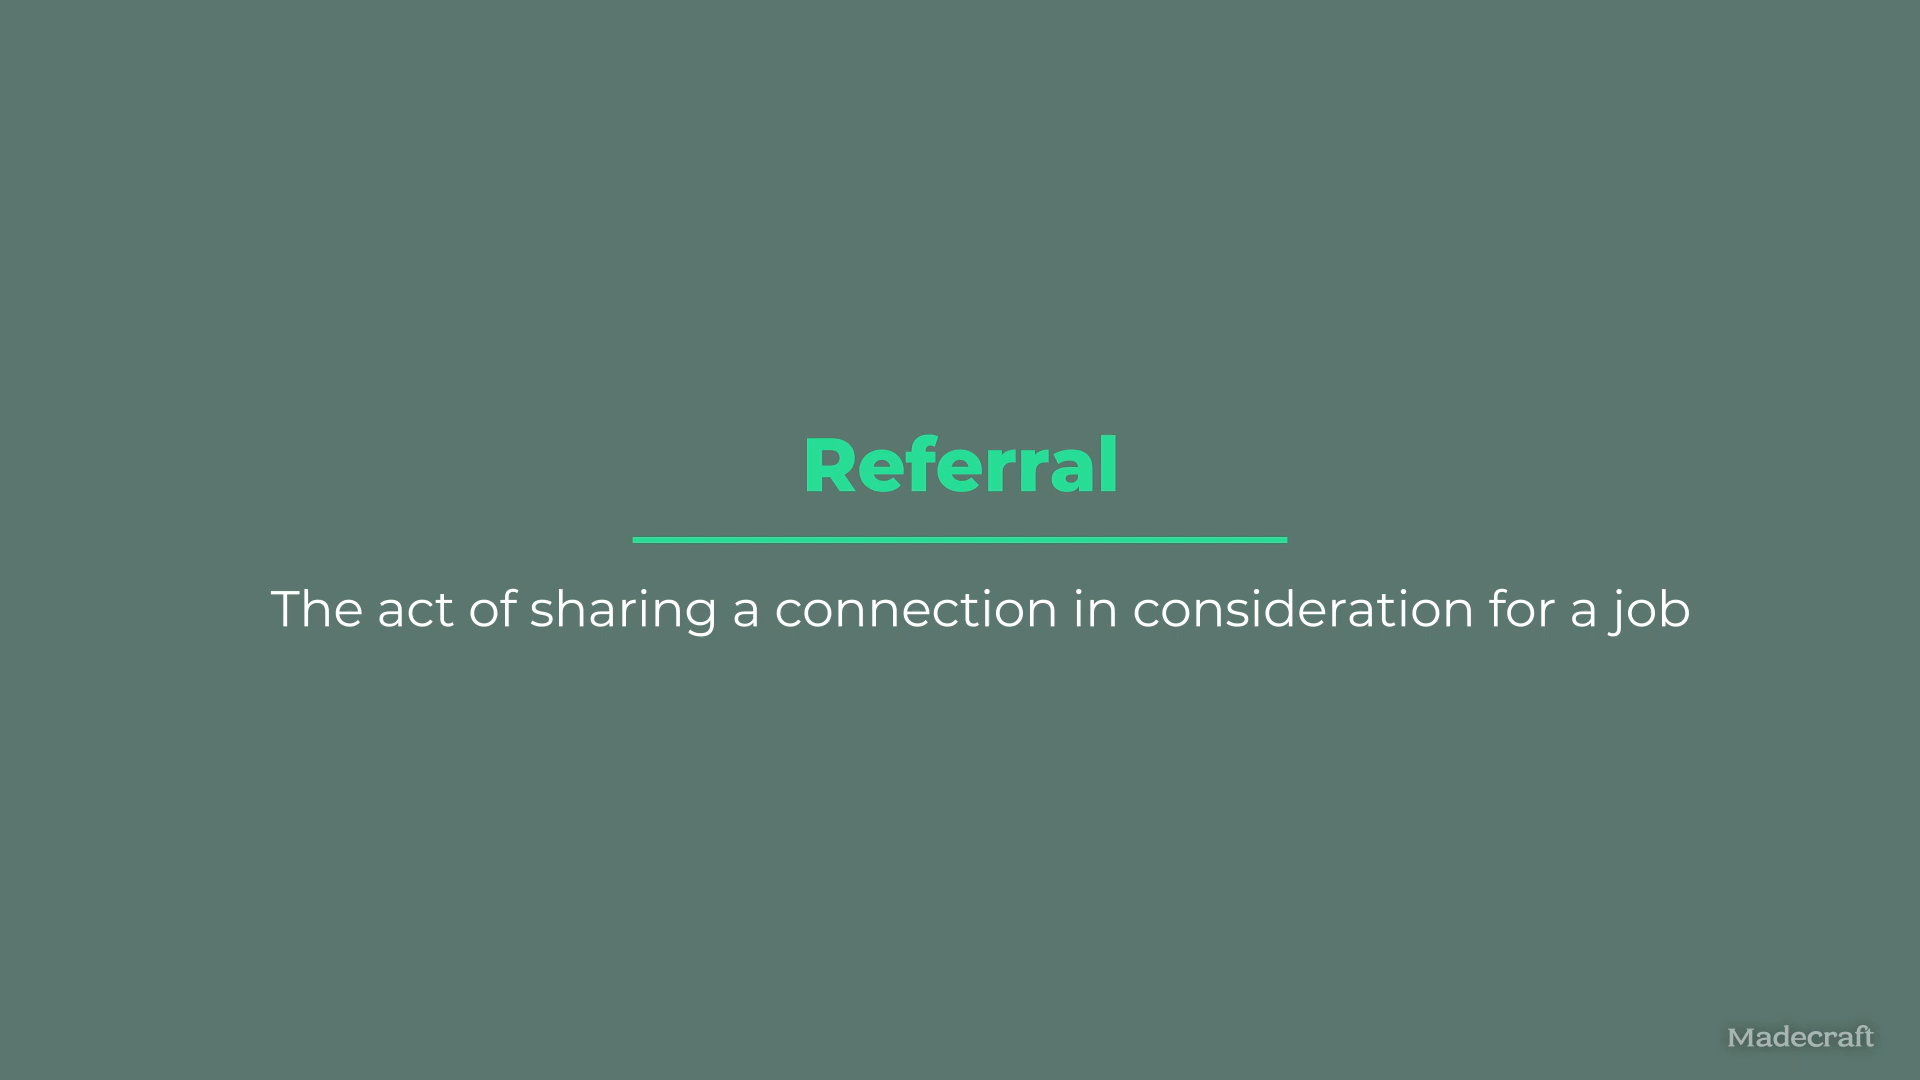 Referral
The act of sharing a connection in consideration for a job
Madecraft